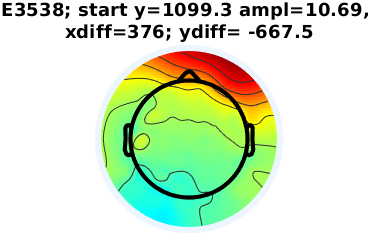 E3538; start y=1099.3 ampl=10.69,
xdiff=376; ydiff= -667.5